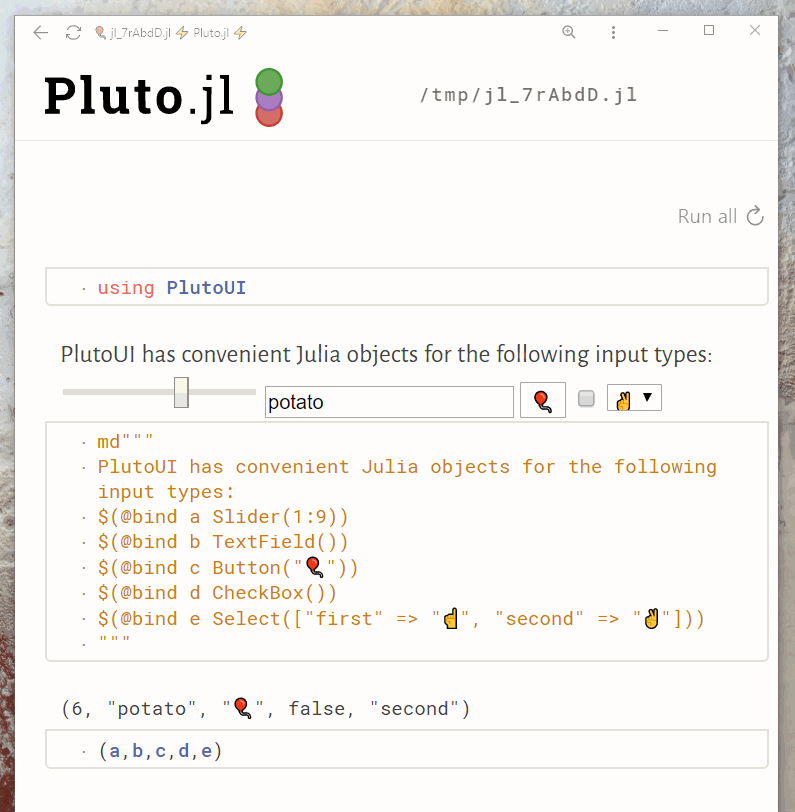 jl_7rAbdD.jl ⚡ Pluto.jl ⚡
Pluto.jl
/tmp/jl_7rAbdD.jl
Run all
using PlutoUI
PlutoUI has convenient Julia objects for the following input types:
potato 🎈 ✌ ▼
md"""
PlutoUI has convenient Julia objects for the following
input types:
$(@bind a Slider(1:9))
$(@bind b TextField())
$(@bind c Button("🎈"))
$(@bind d CheckBox())
$(@bind e Select(["first" => "☝", "second" => "✌"]))
"""
(6, "potato", "🎈", false, "second")
(a,b,c,d,e)